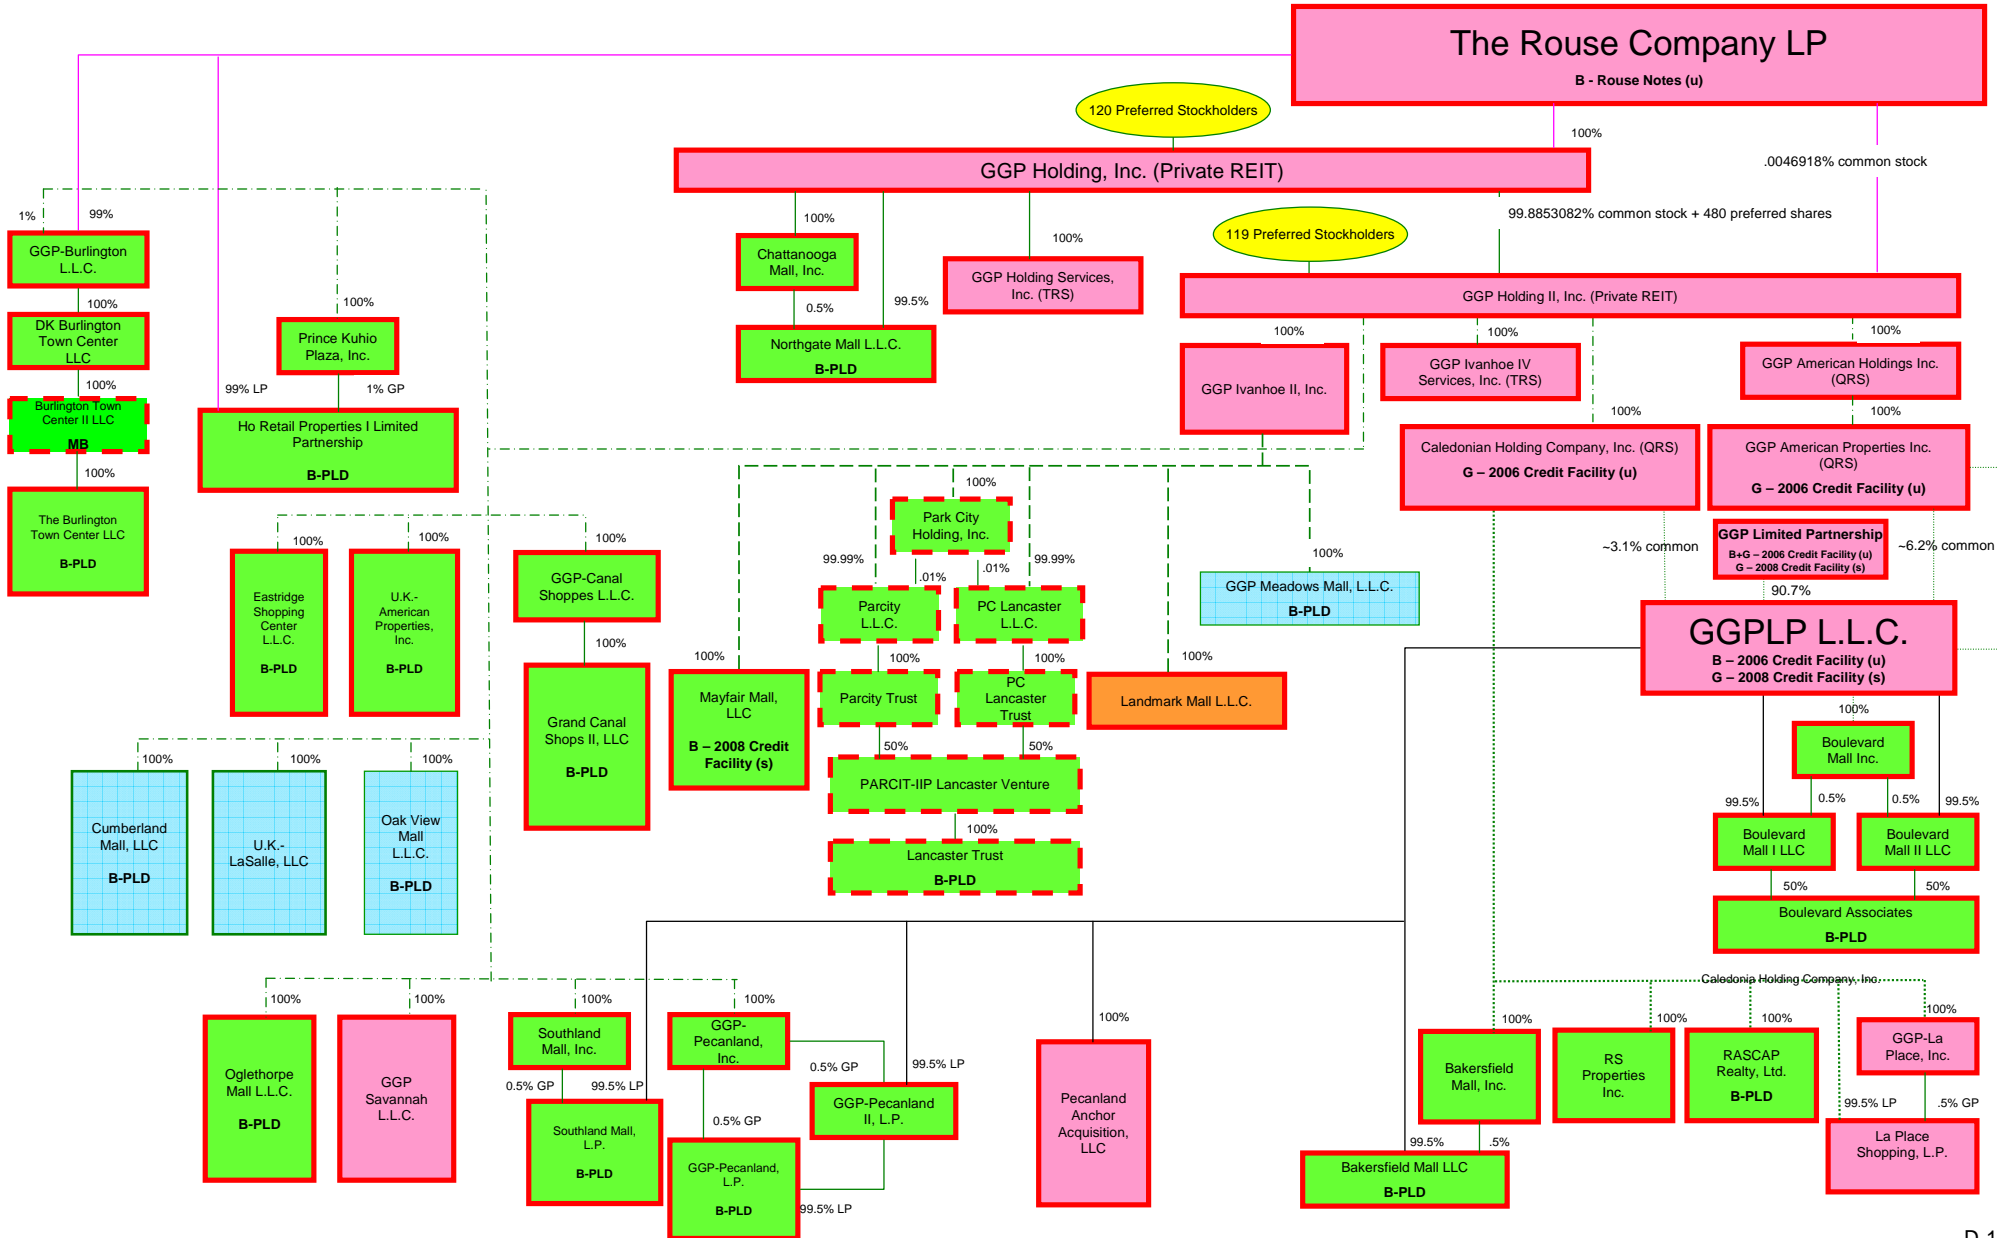 The Rouse Company LP
B - Rouse Notes (u)
120 Preferred Stockholders
100%
.0046918% common stock
GGP Holding, Inc. (Private REIT)
99.8853082% common stock + 480 preferred shares
119 Preferred Stockholders
1%
99%
GGP-Burlington
L.L.C.
100%
DK Burlington
Town Center
LLC
100%
Burlington Town
Center II LLC
MB
100%
The Burlington
Town Center LLC
B-PLD
100%
Prince Kuhio
Plaza, Inc.
99% LP
1% GP
Ho Retail Properties I Limited
Partnership
B-PLD
100%
Chattanooga
Mall, Inc.
0.5%
99.5%
Northgate Mall L.L.C.
B-PLD
100%
GGP Holding Services,
Inc. (TRS)
GGP Holding II, Inc. (Private REIT)
100%
GGP Ivanhoe II, Inc.
100%
GGP Ivanhoe IV
Services, Inc. (TRS)
100%
GGP American Holdings Inc.
(QRS)
100%
Caledonian Holding Company, Inc. (QRS)
G – 2006 Credit Facility (u)
100%
GGP American Properties Inc.
(QRS)
G – 2006 Credit Facility (u)
~3.1% common
GGP Limited Partnership
B+G – 2006 Credit Facility (u)
G – 2008 Credit Facility (s)
~6.2% common
90.7%
GGPLP L.L.C.
B – 2006 Credit Facility (u)
G – 2008 Credit Facility (s)
100%
Eastridge
Shopping
Center
L.L.C.
B-PLD
100%
U.K.-
American
Properties,
Inc.
B-PLD
100%
GGP-Canal
Shoppes L.L.C.
100%
Grand Canal
Shops II, LLC
B-PLD
100%
Park City
Holding, Inc.
99.99%
.01%
.01%
99.99%
Parcity
L.L.C.
PC Lancaster
L.L.C.
100%
100%
Parcity Trust
PC
Lancaster
Trust
50%
50%
PARCIT-IIP Lancaster Venture
100%
Lancaster Trust
B-PLD
100%
Mayfair Mall,
LLC
B – 2008 Credit
Facility (s)
100%
Landmark Mall L.L.C.
100%
GGP Meadows Mall, L.L.C.
B-PLD
100%
Boulevard
Mall Inc.
99.5%
0.5%
0.5%
99.5%
Boulevard
Mall I LLC
Boulevard
Mall II LLC
50%
50%
Boulevard Associates
B-PLD
100%
Cumberland
Mall, LLC
B-PLD
100%
U.K.-
LaSalle, LLC
100%
Oak View
Mall
L.L.C.
B-PLD
100%
Oglethorpe
Mall L.L.C.
B-PLD
100%
GGP
Savannah
L.L.C.
100%
Southland
Mall, Inc.
0.5% GP
99.5% LP
Southland Mall,
L.P.
B-PLD
100%
GGP-
Pecanland,
Inc.
0.5% GP
0.5% GP
99.5% LP
GGP-Pecanland
II, L.P.
GGP-Pecanland,
L.P.
B-PLD
99.5% LP
100%
Pecanland
Anchor
Acquisition,
LLC
Caledonia Holding Company, Inc.
100%
Bakersfield
Mall, Inc.
99.5%
.5%
Bakersfield Mall LLC
B-PLD
100%
RS
Properties
Inc.
100%
RASCAP
Realty, Ltd.
B-PLD
100%
GGP-La
Place, Inc.
99.5% LP
.5% GP
La Place
Shopping, L.P.